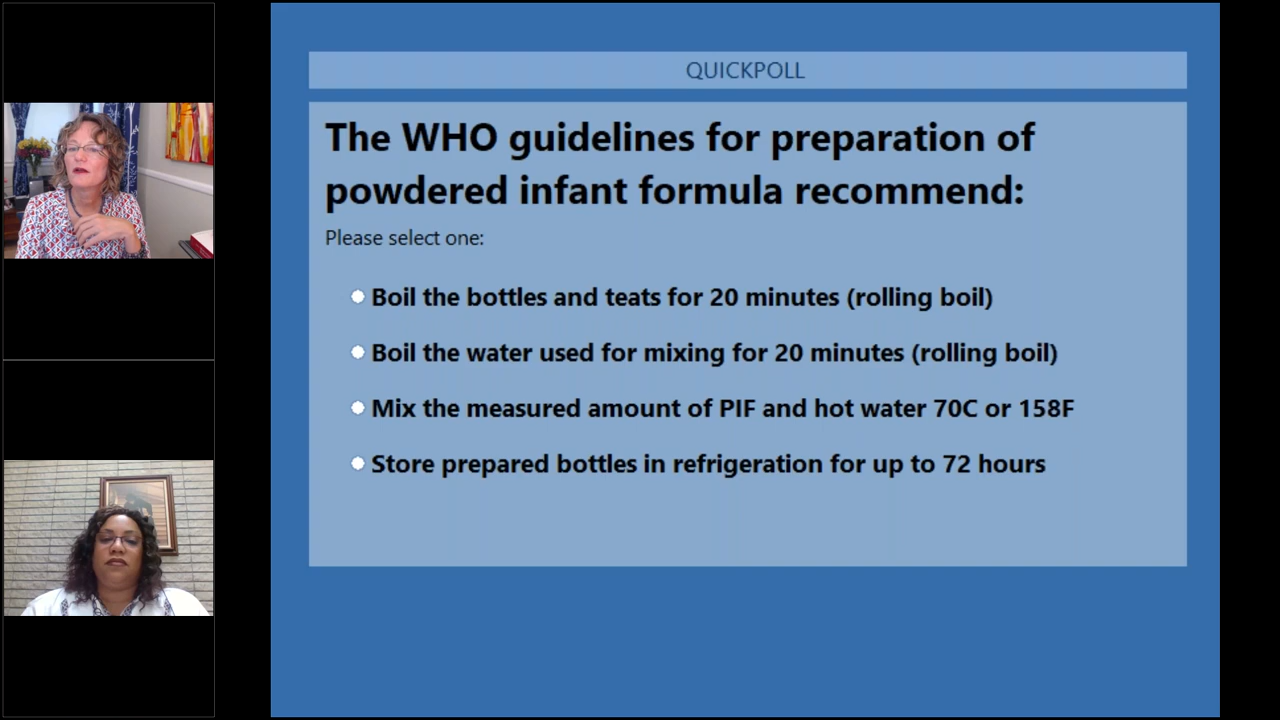 QUICKPOLL
The WHO guidelines for preparation of
powdered infant formula recommend:
Please select one:
Boil the bottles and teats for 20 minutes (rolling boil)
Boil the water used for mixing for 20 minutes (rolling boil)
Mix the measured amount of PIF and hot water 70C or 158F
Store prepared bottles in refrigeration for up to 72 hours